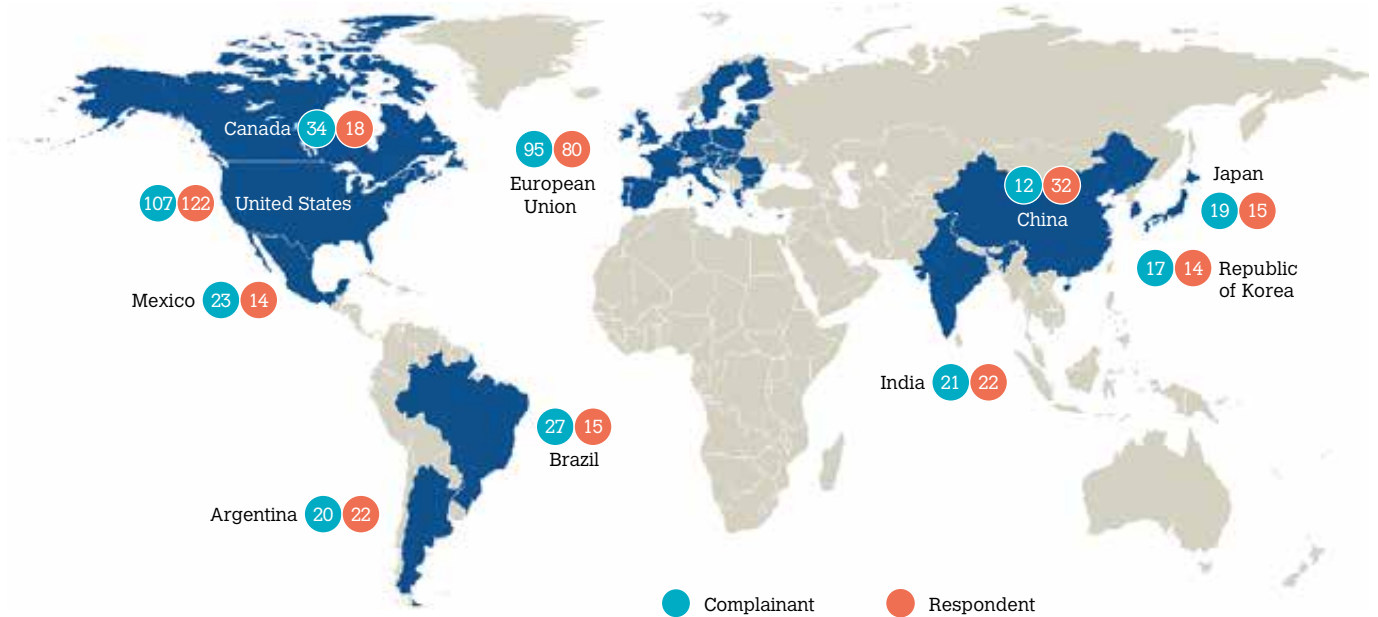 Canada 34 18
95 80
European
Union
107 122 United States
12 32
China
Japan
19 15
17 14 Republic
of Korea
Mexico 23 14
India 21 22
27 15
Brazil
Argentina 20 22
Complainant Respondent